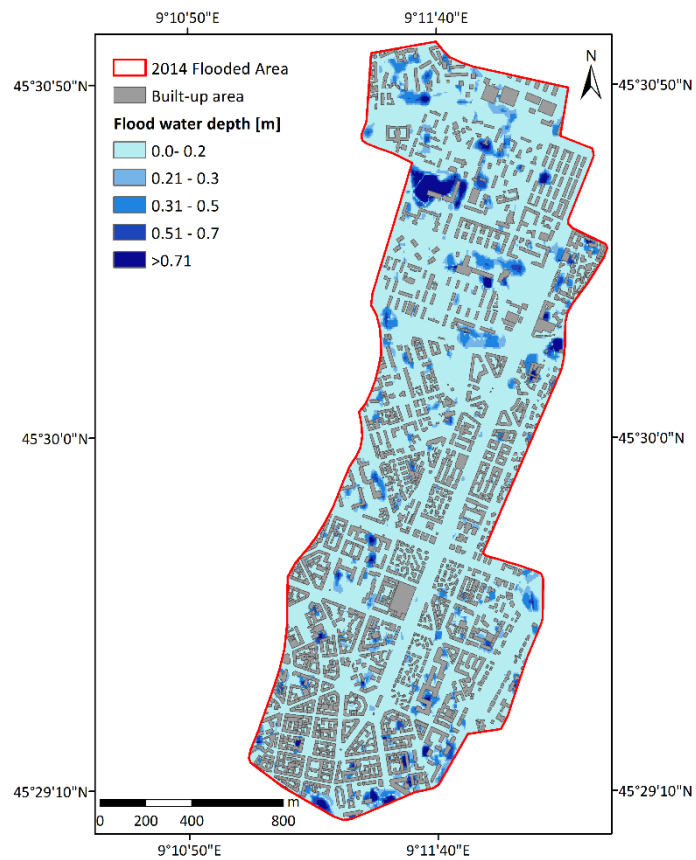 9°10'50"E 9°11'40"E
45°30'50"N 45°30'50"N
N
2014 Flooded Area
Built-up area
Flood water depth [m]
0.0- 0.2
0.21 - 0.3
0.31 - 0.5
0.51 - 0.7
>0.71
45°30'0"N 45°30'0"N
45°29'10"N 45°29'10"N
0 200 400 800 m
9°10'50"E 9°11'40"E